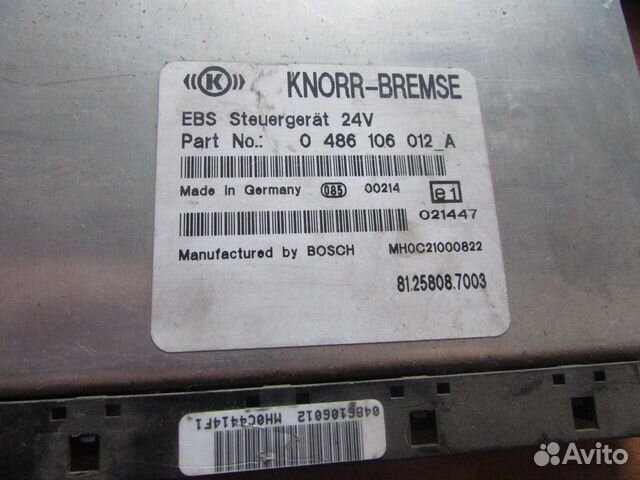 K KNORR-BREMSE
EBS Steuergerät 24V
Part No.: 0 486 106 012_A
Made in Germany 085 00214 e1
021447
Manufactured by BOSCH MH0C21000822
81.25808.7003
0486106012 MH0C4414F1
Avito